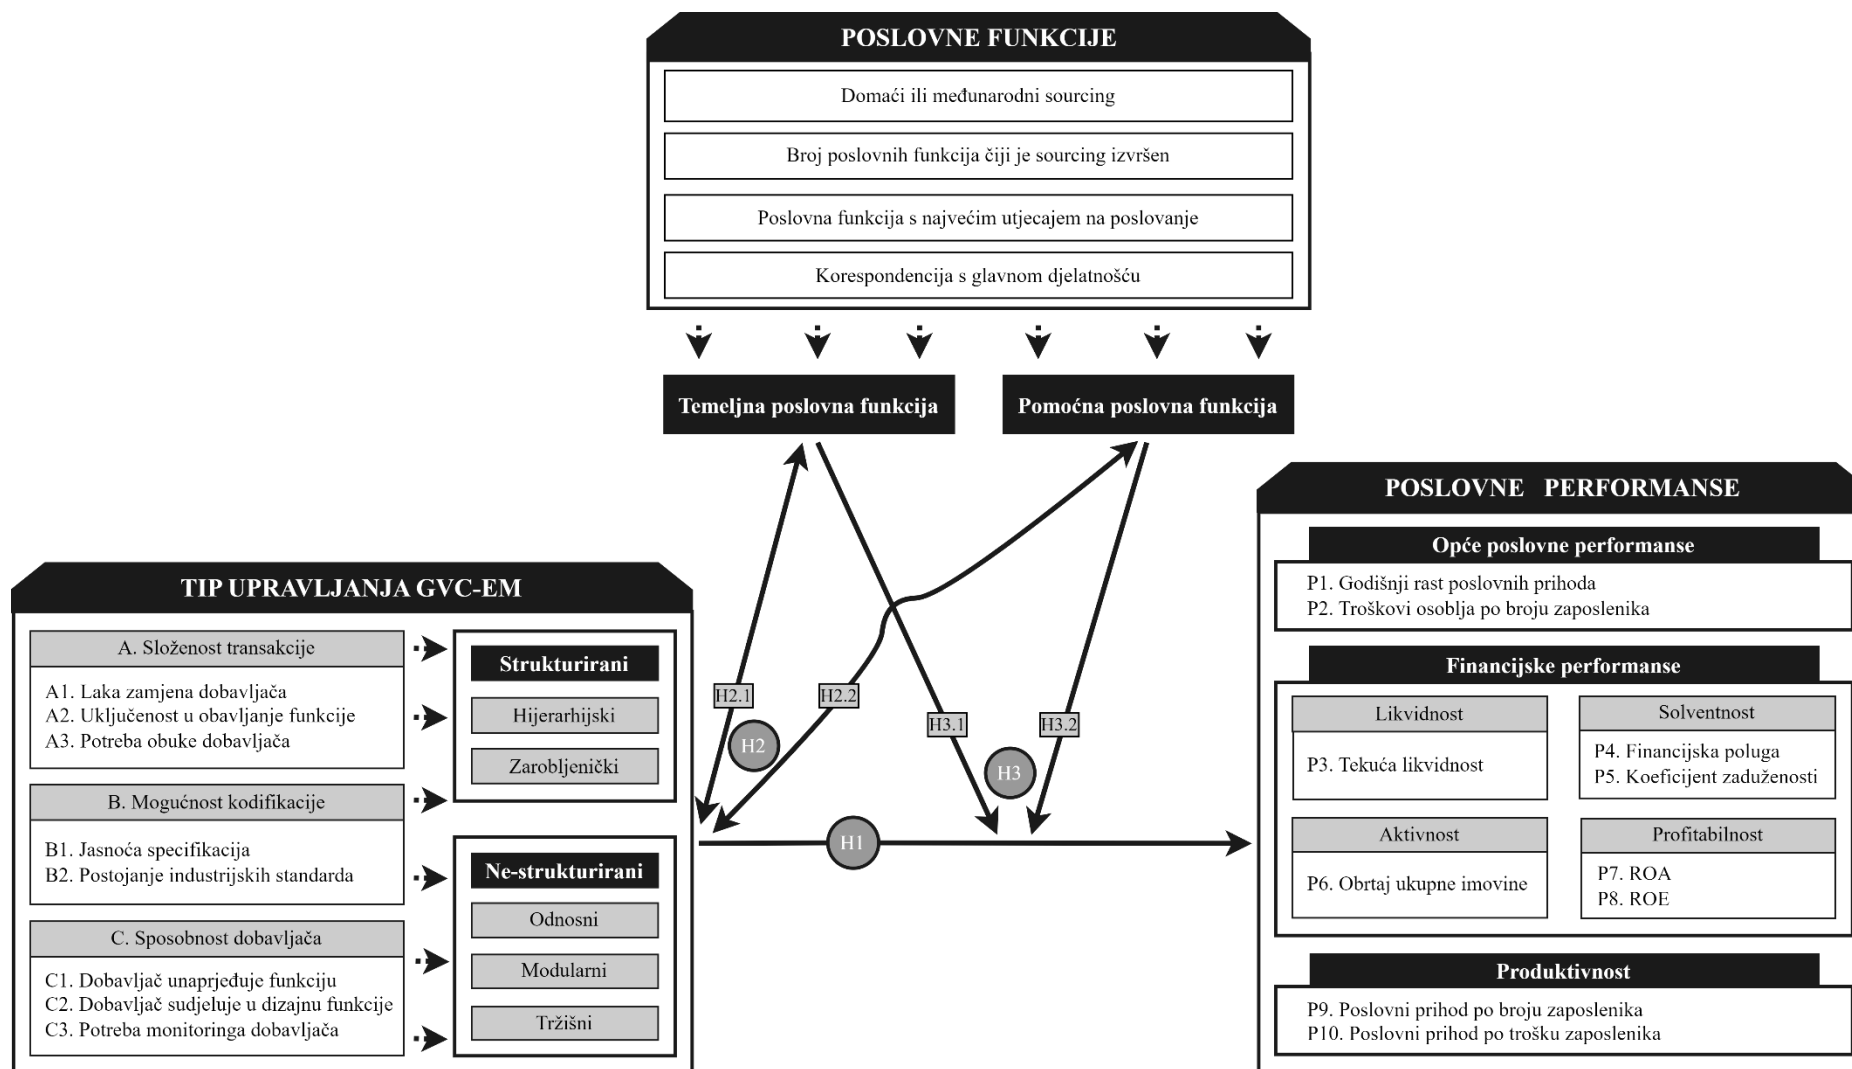 POSLOVNE FUNKCIJE
Domaći ili međunarodni sourcing
Broj poslovnih funkcija čiji je sourcing izvršen
Poslovna funkcija s najvećim utjecajem na poslovanje
Korespondencija s glavnom djelatnošću
Temeljna poslovna funkcija
Pomoćna poslovna funkcija
TIP UPRAVLJANJA GVC-EM
A. Složenost transakcije
A1. Laka zamjena dobavljača
A2. Uključenost u obavljanje funkcije
A3. Potreba obuke dobavljača
B. Mogućnost kodifikacije
B1. Jasnoća specifikacija
B2. Postojanje industrijskih standarda
C. Sposobnost dobavljača
C1. Dobavljač unaprjeđuje funkciju
C2. Dobavljač sudjeluje u dizajnu funkcije
C3. Potreba monitoringa dobavljača
Strukturirani
Hijerarhijski
Zarobljenički
Ne-strukturirani
Odnosni
Modularni
Tržišni
H2.1
H2.2
H2
H3.1
H3.2
H3
H1
POSLOVNE PERFORMANSE
Opće poslovne performanse
P1. Godišnji rast poslovnih prihoda
P2. Troškovi osoblja po broju zaposlenika
Financijske performanse
Likvidnost
P3. Tekuća likvidnost
Solventnost
P4. Financijska poluga
P5. Koeficijent zaduženosti
Aktivnost
P6. Obrtaj ukupne imovine
Profitabilnost
P7. ROA
P8. ROE
Produktivnost
P9. Poslovni prihod po broju zaposlenika
P10. Poslovni prihod po trošku zaposlenika